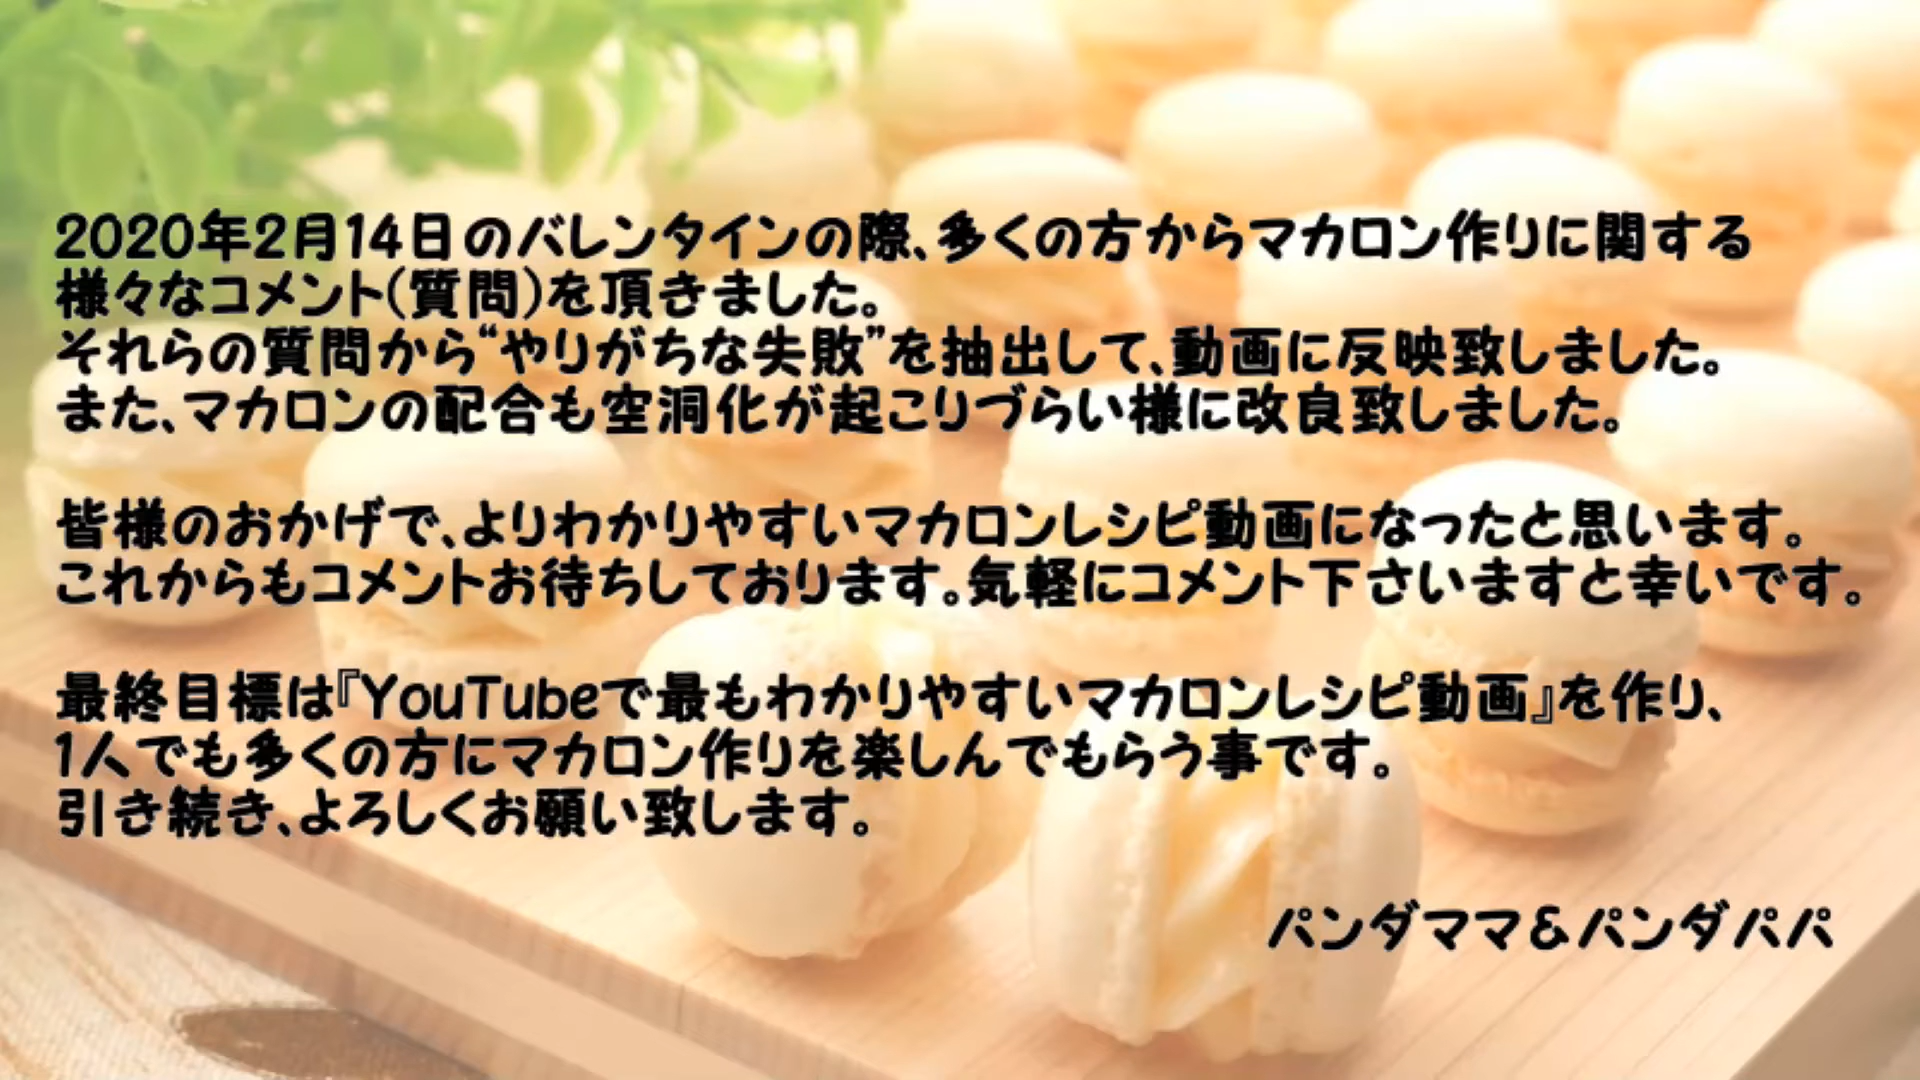 2020年2月14日のバレンタインの際、多くの方からマカロン作りに関する
様々なコメント(質問)を頂きました。
それらの質問から“やりがちな失敗”を抽出して、動画に反映致しました。
また、マカロンの配合も空洞化が起こりづらい様に改良致しました。
皆様のおかげで、よりわかりやすいマカロンレシピ動画になったと思います。
これからもコメントお待ちしております。気軽にコメント下さいますと幸いです。
最終目標は『YouTubeで最もわかりやすいマカロンレシピ動画』を作り、
1人でも多くの方にマカロン作りを楽しんでもらう事です。
引き続き、よろしくお願い致します。
パンダママ&パンダパパ